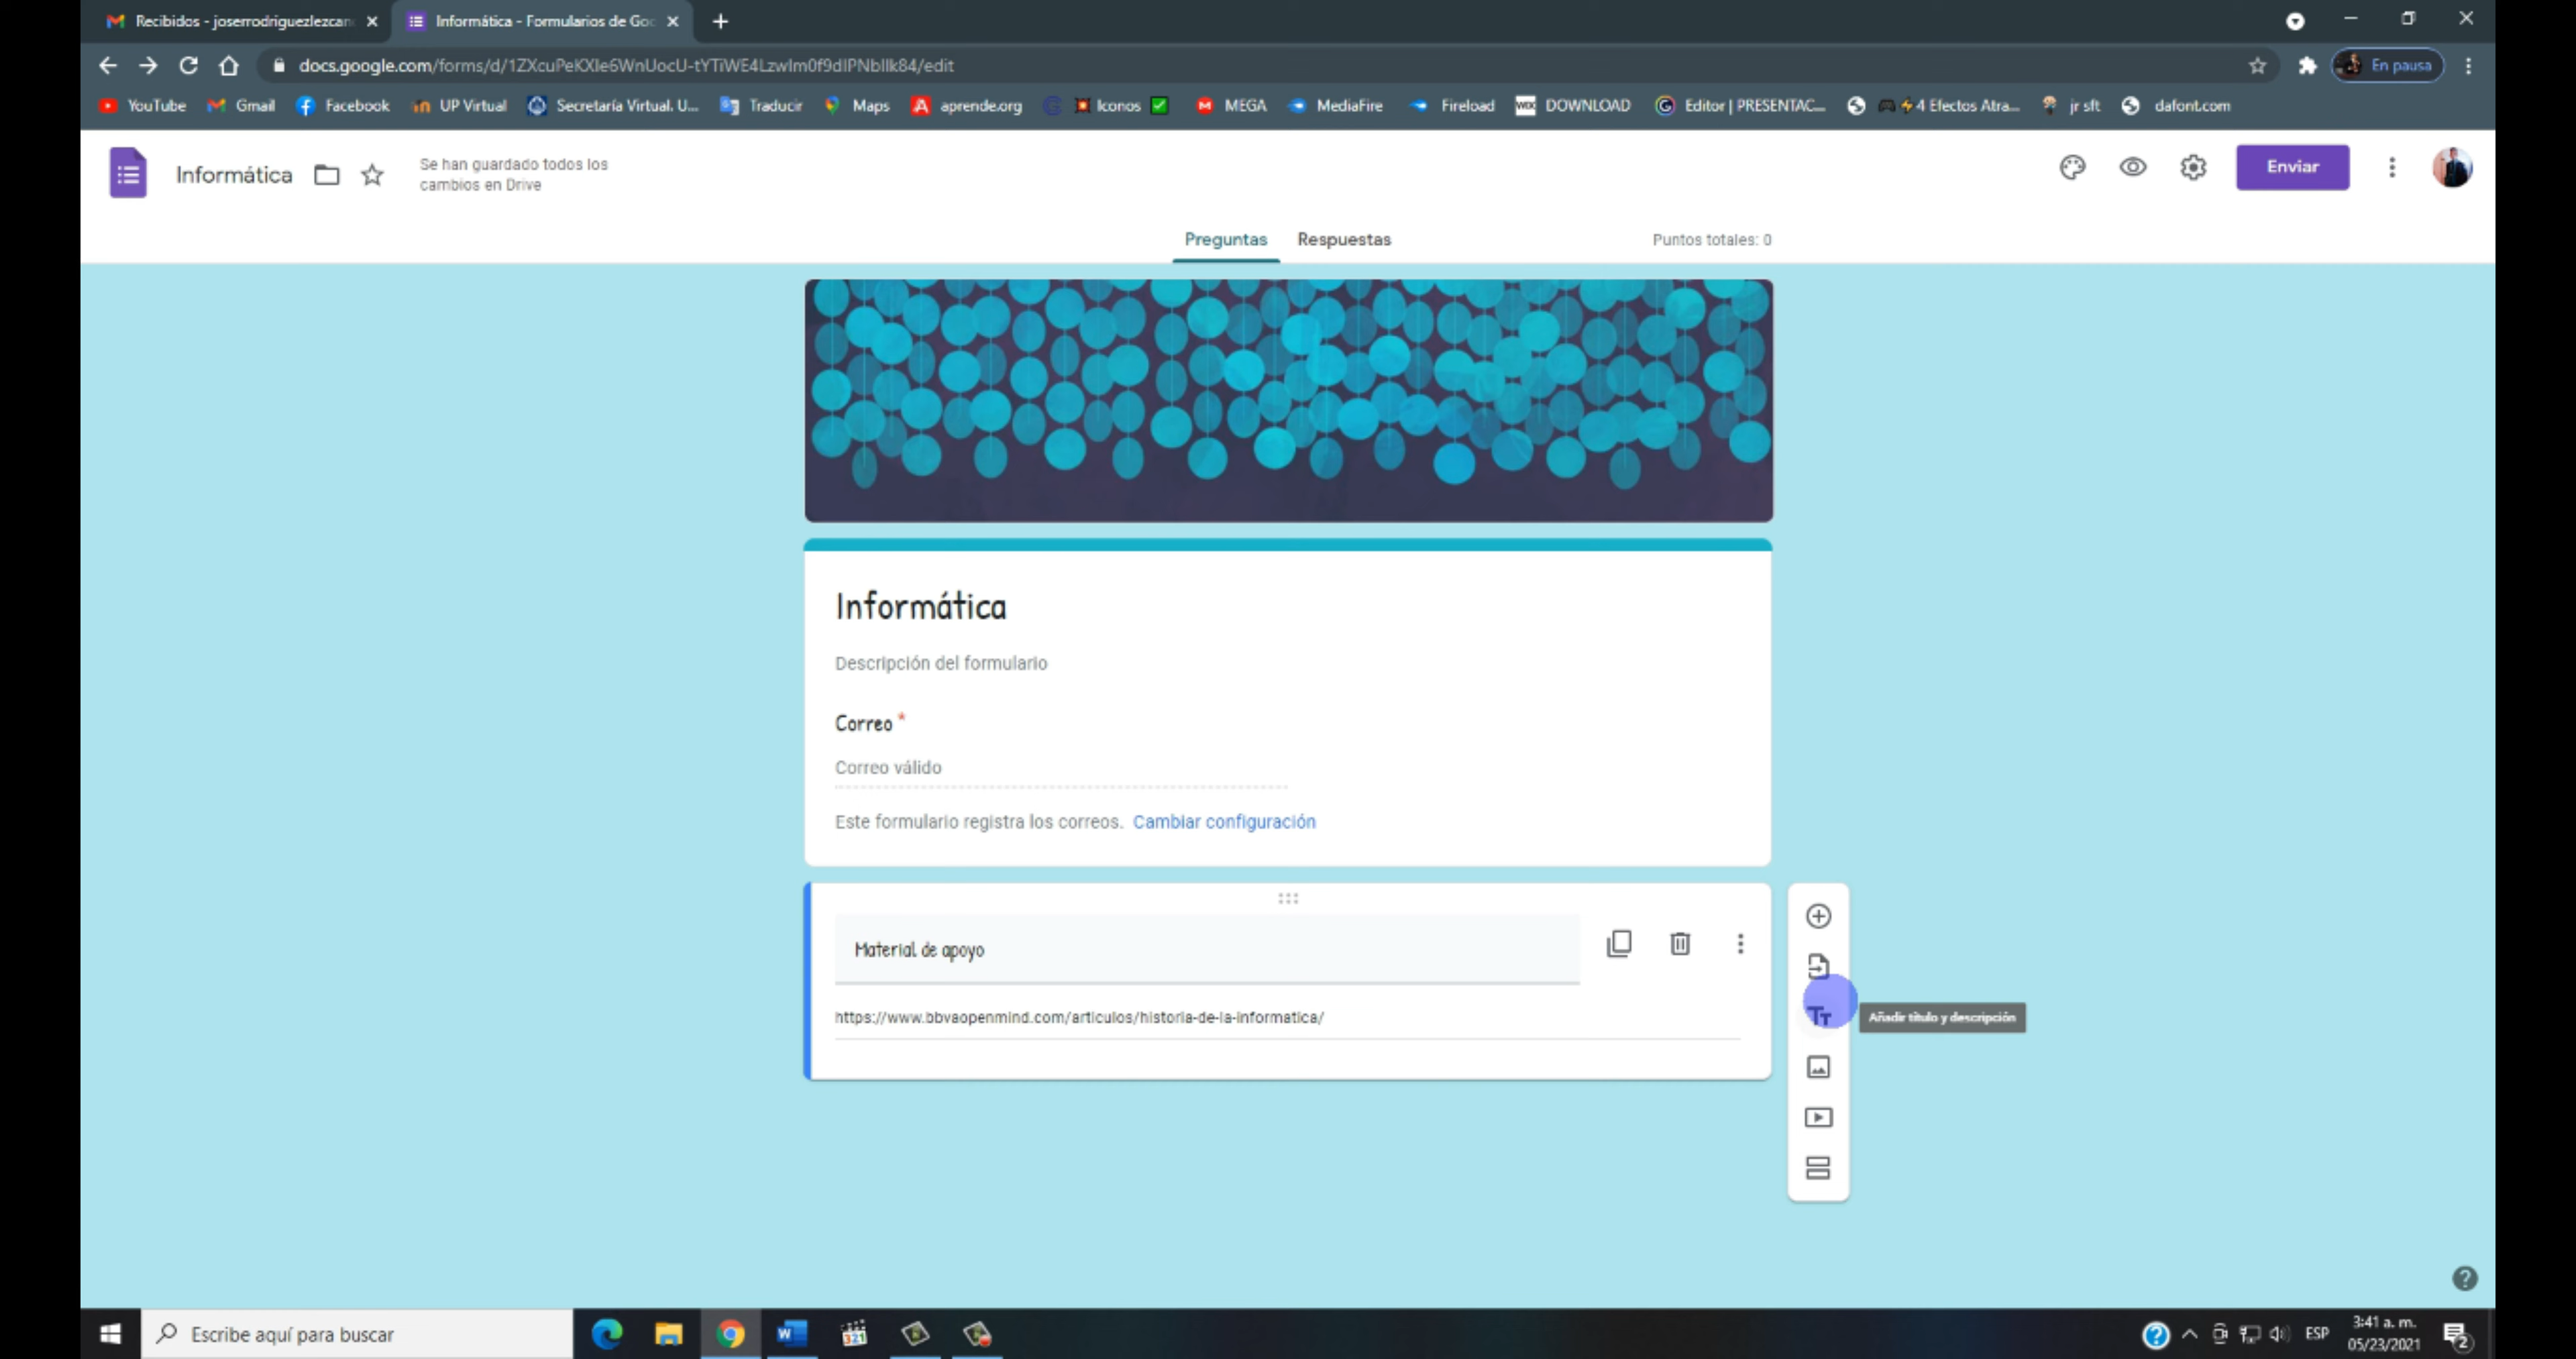 Recibidos - joserrodriguezlezcan
Informática - Formularios de Goo
docs.google.com/forms/d/1ZXcuPeKXIe6WnUocU-tYTiWE4LzwIm0f9dIPNbIlk84/edit
En pausa
YouTube Gmail Facebook UP Virtual Secretaría Virtual. U... Traducir Maps aprende.org Iconos MEGA MediaFire Fireload DOWNLOAD Editor | PRESENTAC... 4 Efectos Atra... jr sft dafont.com
Informática
Se han guardado todos los
cambios en Drive
Enviar
Preguntas Respuestas Puntos totales: 0
Informática
Descripción del formulario
Correo *
Correo válido
Este formulario registra los correos. Cambiar configuración
Material de apoyo
https://www.bbvaopenmind.com/articulos/historia-de-la-informatica/
Añadir título y descripción
Escribe aquí para buscar
ESP
3:41 a. m.
05/23/2021
2